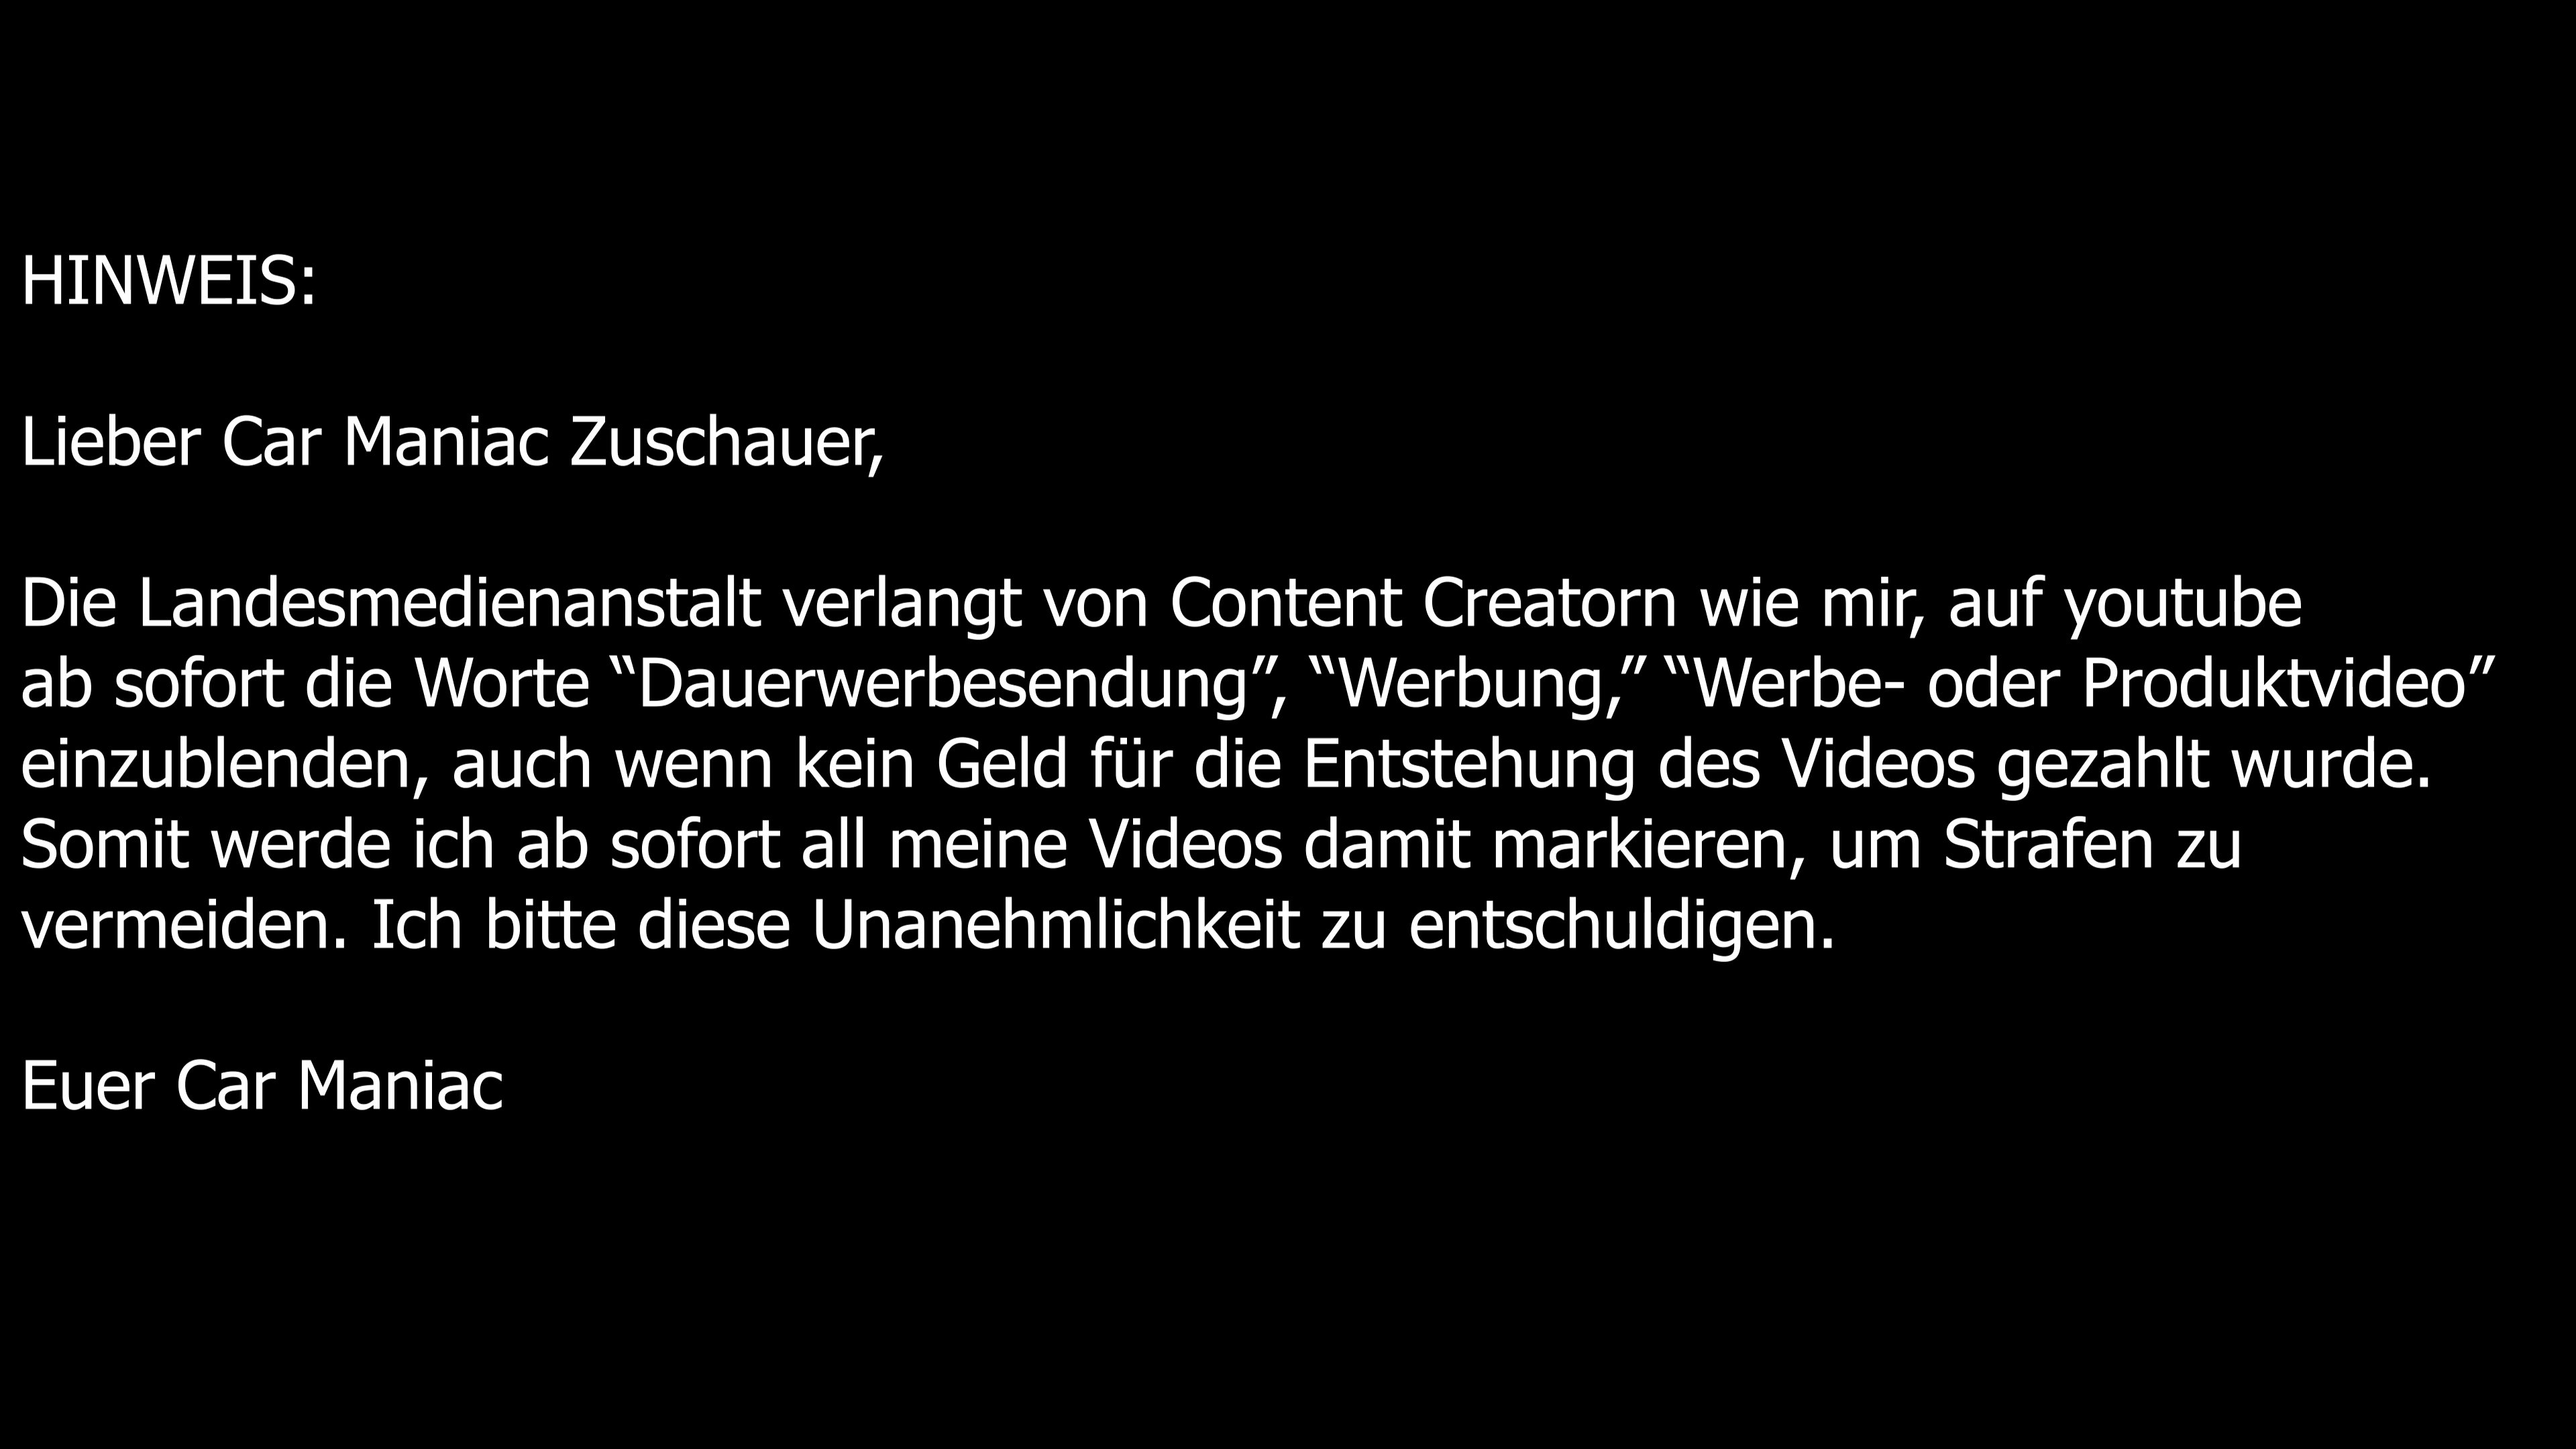 HINWEIS:
Lieber Car Maniac Zuschauer,
Die Landesmedienanstalt verlangt von Content Creatorn wie mir, auf youtube
ab sofort die Worte “Dauerwerbesendung”, “Werbung,” “Werbe- oder Produktvideo”
einzublenden, auch wenn kein Geld für die Entstehung des Videos gezahlt wurde.
Somit werde ich ab sofort all meine Videos damit markieren, um Strafen zu
vermeiden. Ich bitte diese Unanehmlichkeit zu entschuldigen.
Euer Car Maniac